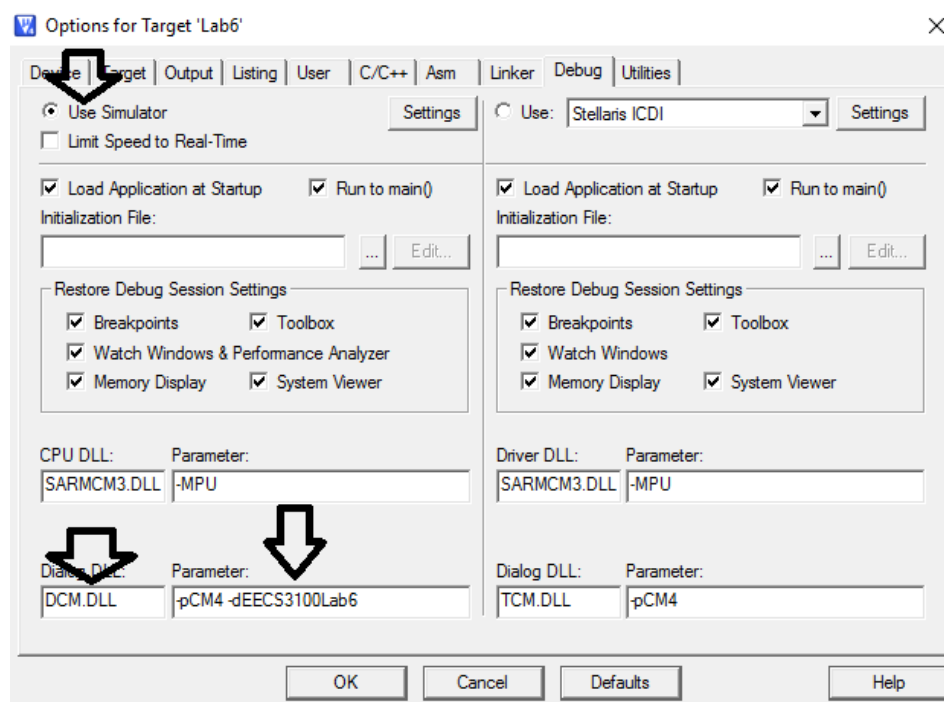 Options for Target 'Lab6'
Device Target Output Listing User C/C++ Asm Linker Debug Utilities
Use Simulator Settings Use: Stellaris ICDI Settings
Limit Speed to Real-Time
Load Application at Startup Run to main() Load Application at Startup Run to main()
Initialization File: Initialization File:
... Edit... ... Edit...
Restore Debug Session Settings Restore Debug Session Settings
Breakpoints Toolbox Breakpoints Toolbox
Watch Windows & Performance Analyzer Watch Windows
Memory Display System Viewer Memory Display System Viewer
CPU DLL: Parameter: Driver DLL: Parameter:
SARMCM3.DLL -MPU SARMCM3.DLL -MPU
Dialog DLL: Parameter: Dialog DLL: Parameter:
DCM.DLL -pCM4 -dEECS3100Lab6 TCM.DLL -pCM4
OK Cancel Defaults Help